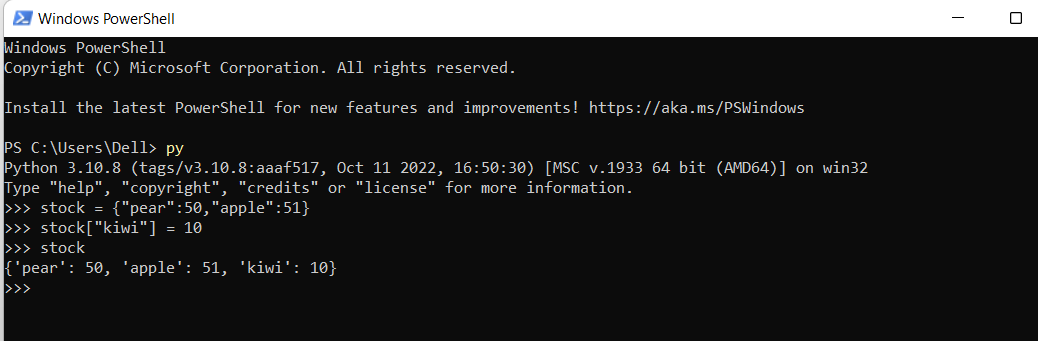 Windows PowerShell
Windows PowerShell
Copyright (C) Microsoft Corporation. All rights reserved.
Install the latest PowerShell for new features and improvements! https://aka.ms/PSWindows
PS C:\Users\Dell> py
Python 3.10.8 (tags/v3.10.8:aaaf517, Oct 11 2022, 16:50:30) [MSC v.1933 64 bit (AMD64)] on win32
Type "help", "copyright", "credits" or "license" for more information.
>>> stock = {"pear":50,"apple":51}
>>> stock["kiwi"] = 10
>>> stock
{'pear': 50, 'apple': 51, 'kiwi': 10}
>>>